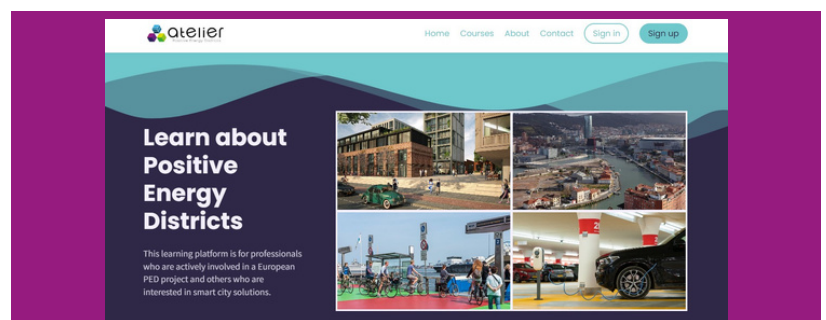 atelier
Home Courses About Contact Sign in Sign up
Learn about
Positive
Energy
Districts
This learning platform is for professionals
who are actively involved in a European
PED project and others who are
interested in smart city solutions.